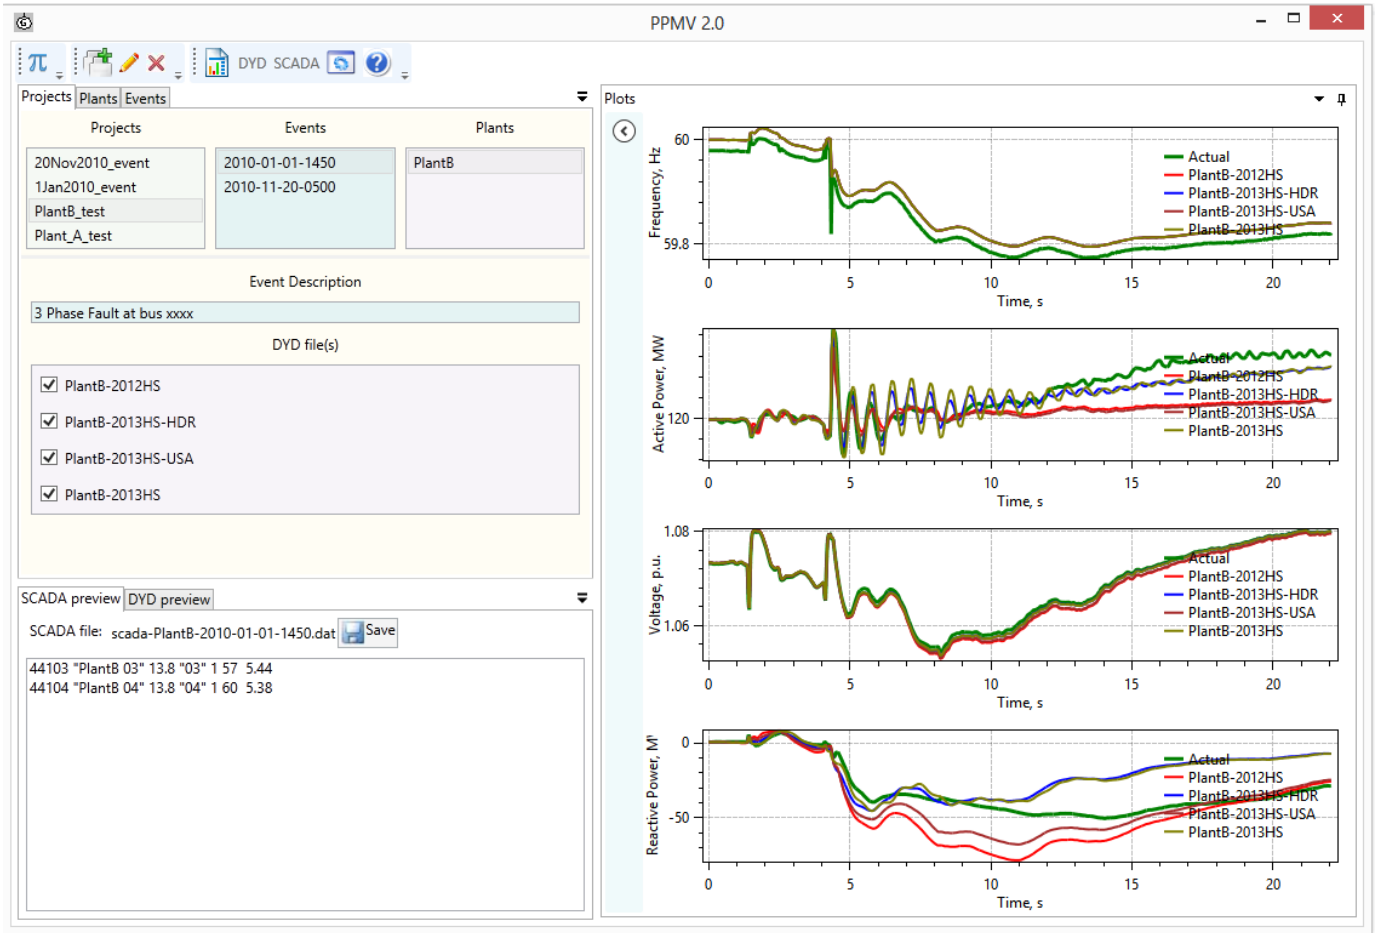 PPMV 2.0
π DYD SCADA ?
Projects Plants Events
Projects Events Plants
20Nov2010_event
1Jan2010_event
PlantB_test
Plant_A_test
2010-01-01-1450
2010-11-20-0500
PlantB
Event Description
3 Phase Fault at bus xxxx
DYD file(s)
PlantB-2012HS
PlantB-2013HS-HDR
PlantB-2013HS-USA
PlantB-2013HS
SCADA preview DYD preview
SCADA file: scada-PlantB-2010-01-01-1450.dat Save
44103 "PlantB 03" 13.8 "03" 1 57 5.44
44104 "PlantB 04" 13.8 "04" 1 60 5.38
Plots
Frequency, Hz
60
59.8
Actual
PlantB-2012HS
PlantB-2013HS-HDR
PlantB-2013HS-USA
PlantB-2013HS
0 5 10 15 20
Time, s
Active Power, MW
120
Actual
PlantB-2012HS
PlantB-2013HS-HDR
PlantB-2013HS-USA
PlantB-2013HS
0 5 10 15 20
Time, s
Voltage, p.u.
1.08
1.06
Actual
PlantB-2012HS
PlantB-2013HS-HDR
PlantB-2013HS-USA
PlantB-2013HS
0 5 10 15 20
Time, s
Reactive Power, M
0
-50
Actual
PlantB-2012HS
PlantB-2013HS-HDR
PlantB-2013HS-USA
PlantB-2013HS
0 5 10 15 20
Time, s